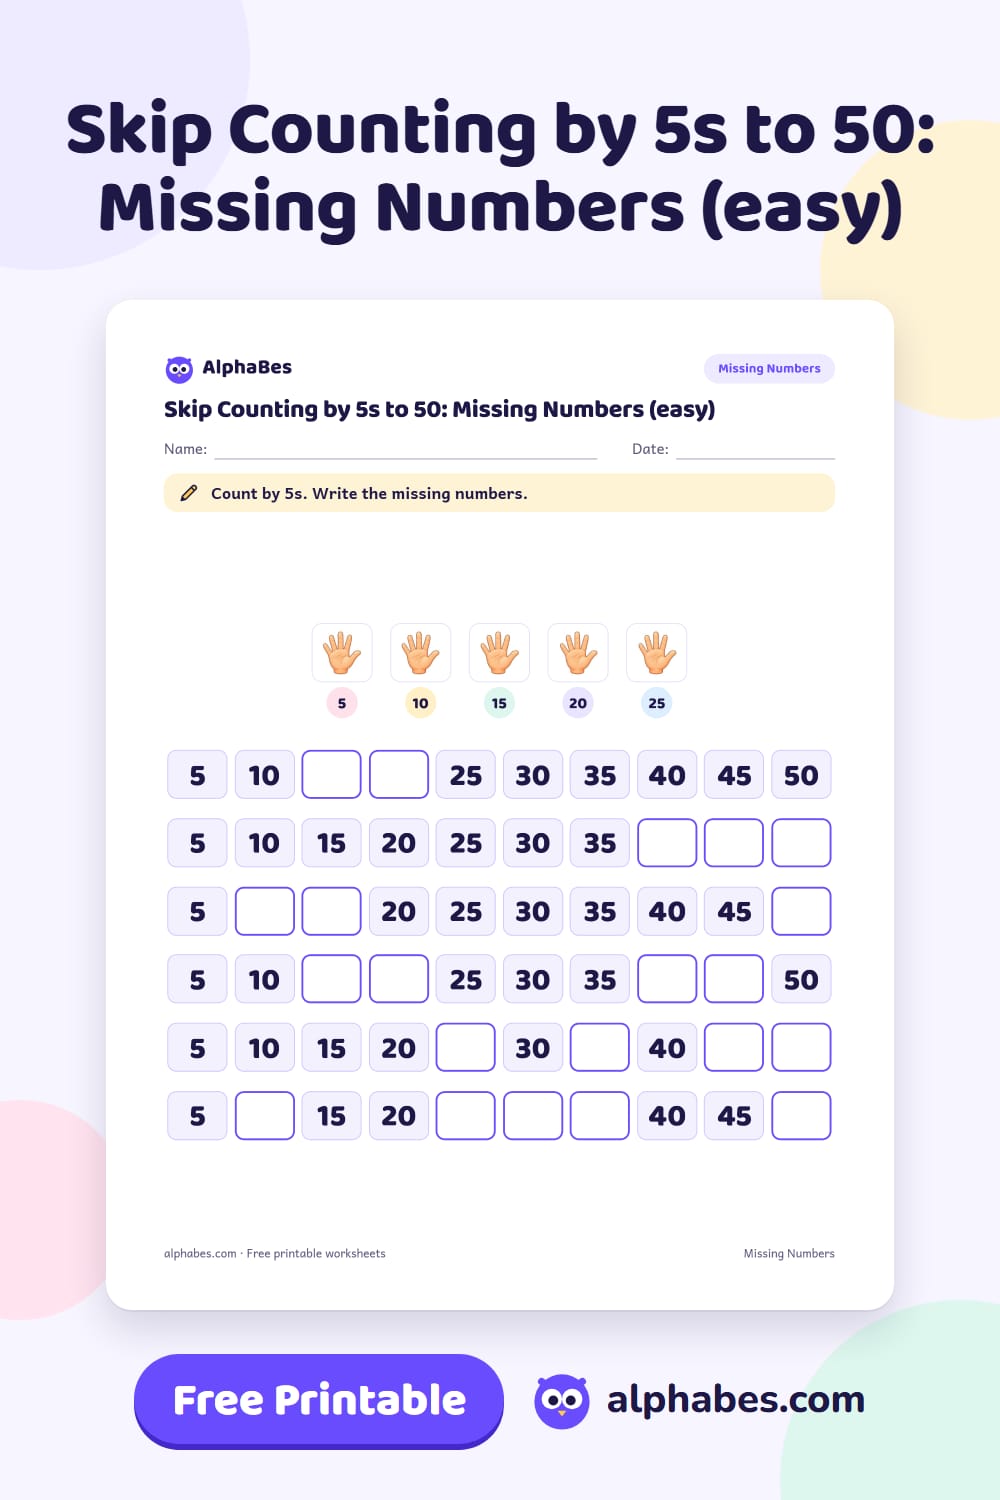 Skip Counting by 5s to 50:
Missing Numbers (easy)
AlphaBes
Missing Numbers
Skip Counting by 5s to 50: Missing Numbers (easy)
Name:
Date:
Count by 5s. Write the missing numbers.
5 10 15 20 25
5 10 25 30 35 40 45 50
5 10 15 20 25 30 35
5 20 25 30 35 40 45
5 10 25 30 35 50
5 10 15 20 30 40
5 15 20 40 45
alphabes.com · Free printable worksheets
Missing Numbers
Free Printable
alphabes.com